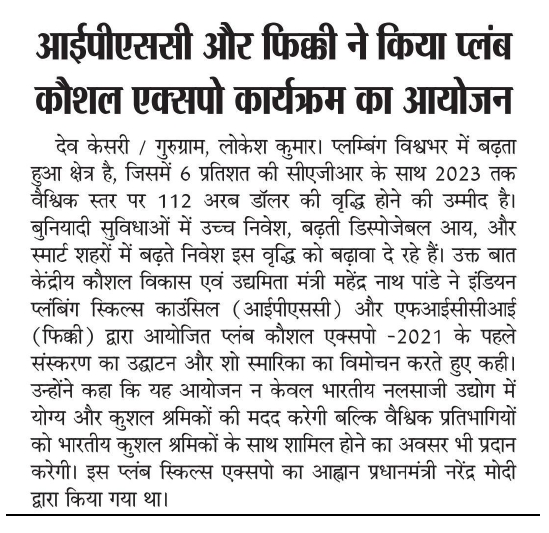 आईपीएससी और फिक्की ने किया प्लंब
कौशल एक्सपो कार्यक्रम का आयोजन
देव केसरी / गुरुग्राम, लोकेश कुमार। प्लम्बिंग विश्वभर में बढ़ता
हुआ क्षेत्र है, जिसमें 6 प्रतिशत की सीएजीआर के साथ 2023 तक
वैश्विक स्तर पर 112 अरब डॉलर की वृद्धि होने की उम्मीद है।
बुनियादी सुविधाओं में उच्च निवेश, बढ़ती डिस्पोजेबल आय, और
स्मार्ट शहरों में बढ़ते निवेश इस वृद्धि को बढ़ावा दे रहे हैं। उक्त बात
केंद्रीय कौशल विकास एवं उद्यमिता मंत्री महेंद्र नाथ पांडे ने इंडियन
प्लंबिंग स्किल्स काउंसिल (आईपीएससी) और एफआईसीसीआई
(फिक्की) द्वारा आयोजित प्लंब कौशल एक्सपो -2021 के पहले
संस्करण का उद्घाटन और शो स्मारिका का विमोचन करते हुए कही।
उन्होंने कहा कि यह आयोजन न केवल भारतीय नलसाजी उद्योग में
योग्य और कुशल श्रमिकों की मदद करेगी बल्कि वैश्विक प्रतिभागियों
को भारतीय कुशल श्रमिकों के साथ शामिल होने का अवसर भी प्रदान
करेगी। इस प्लंब स्किल्स एक्सपो का आह्वान प्रधानमंत्री नरेंद्र मोदी
द्वारा किया गया था।